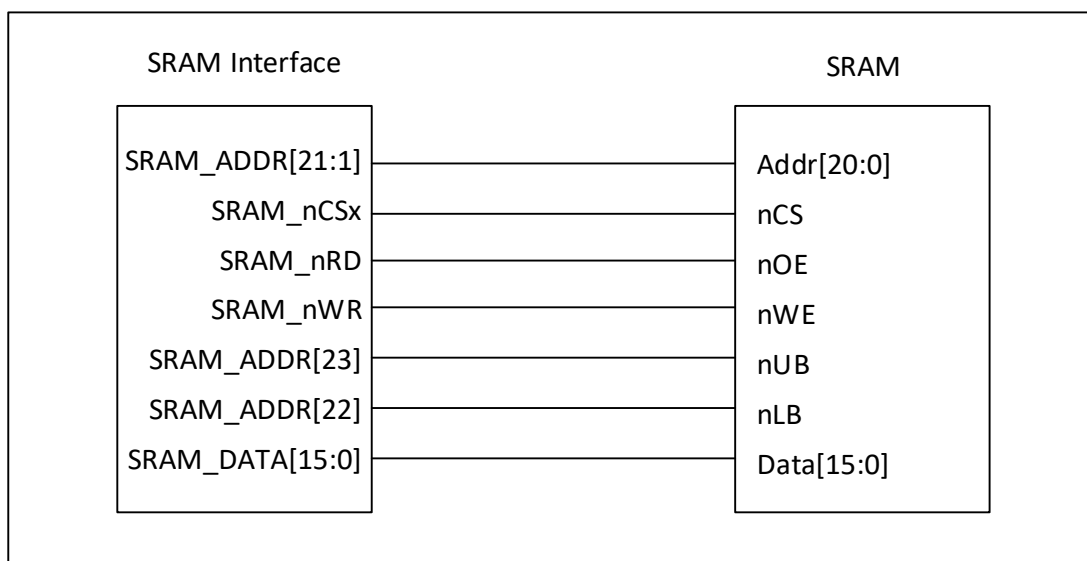 SRAM Interface
SRAM
SRAM_ADDR[21:1]
Addr[20:0]
SRAM_nCSx
nCS
SRAM_nRD
nOE
SRAM_nWR
nWE
SRAM_ADDR[23]
nUB
SRAM_ADDR[22]
nLB
SRAM_DATA[15:0]
Data[15:0]